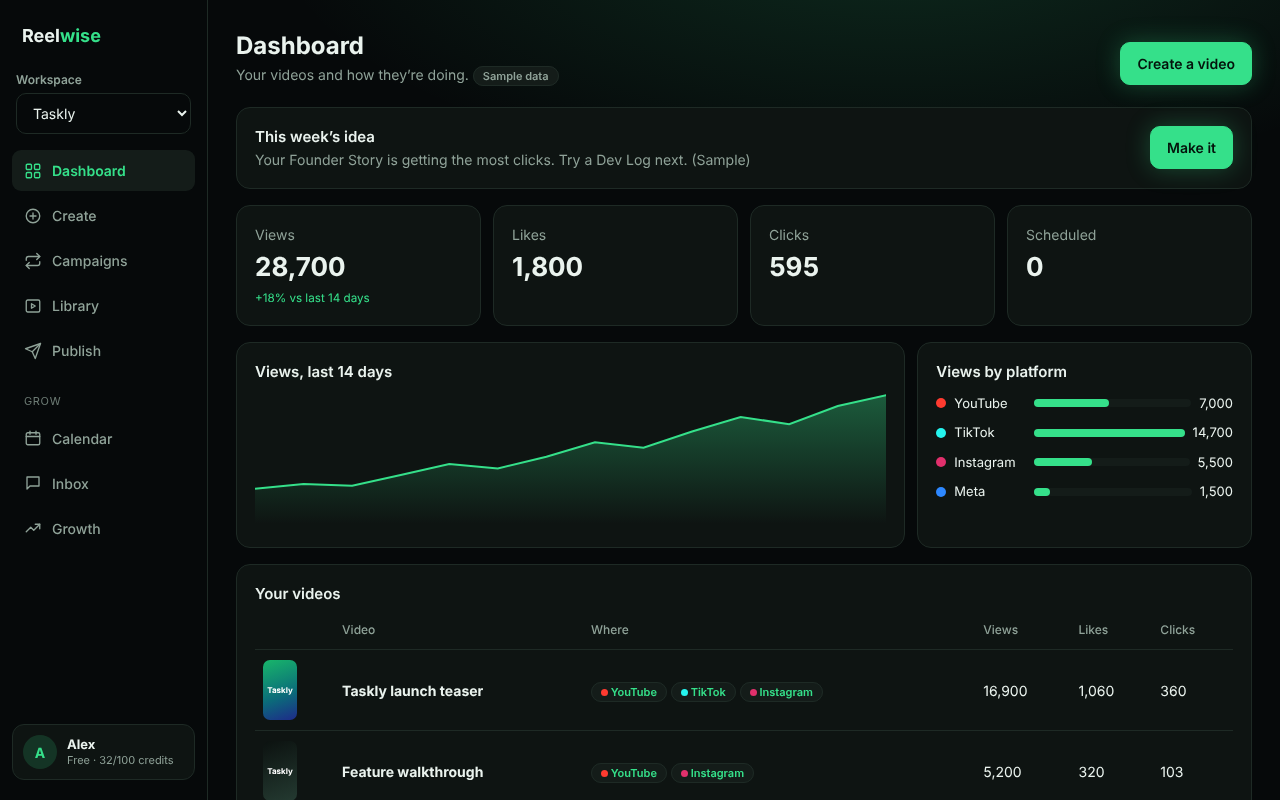 Reelwise
Workspace
Taskly
Dashboard
Create
Campaigns
Library
Publish
GROW
Calendar
Inbox
Growth
A
Alex
Free · 32/100 credits
Dashboard
Your videos and how they’re doing. Sample data
Create a video
This week’s idea
Your Founder Story is getting the most clicks. Try a Dev Log next. (Sample)
Make it
Views
28,700
+18% vs last 14 days
Likes
1,800
Clicks
595
Scheduled
0
Views, last 14 days
Views by platform
YouTube 7,000
TikTok 14,700
Instagram 5,500
Meta 1,500
Your videos
Video Where Views Likes Clicks
Taskly Taskly launch teaser YouTube TikTok Instagram 16,900 1,060 360
Taskly Feature walkthrough YouTube Instagram 5,200 320 103